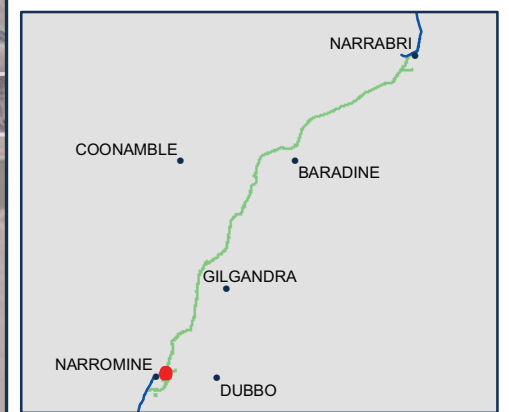 NARRABRI
COONAMBLE
BARADINE
GILGANDRA
NARROMINE
DUBBO